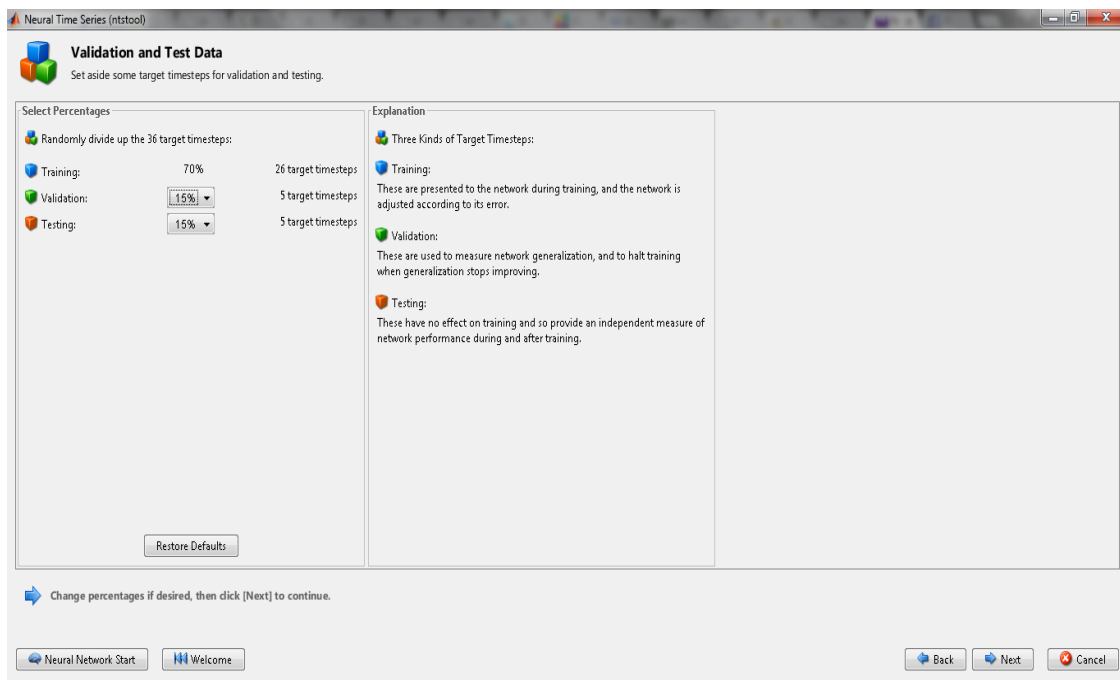 Neural Time Series (ntstool)
Validation and Test Data
Set aside some target timesteps for validation and testing.
Select Percentages
Randomly divide up the 36 target timesteps:
Training: 70% 26 target timesteps
Validation: 15% 5 target timesteps
Testing: 15% 5 target timesteps
Restore Defaults
Explanation
Three Kinds of Target Timesteps:
Training:
These are presented to the network during training, and the network is
adjusted according to its error.
Validation:
These are used to measure network generalization, and to halt training
when generalization stops improving.
Testing:
These have no effect on training and so provide an independent measure of
network performance during and after training.
Change percentages if desired, then click [Next] to continue.
Neural Network Start Welcome Back Next Cancel